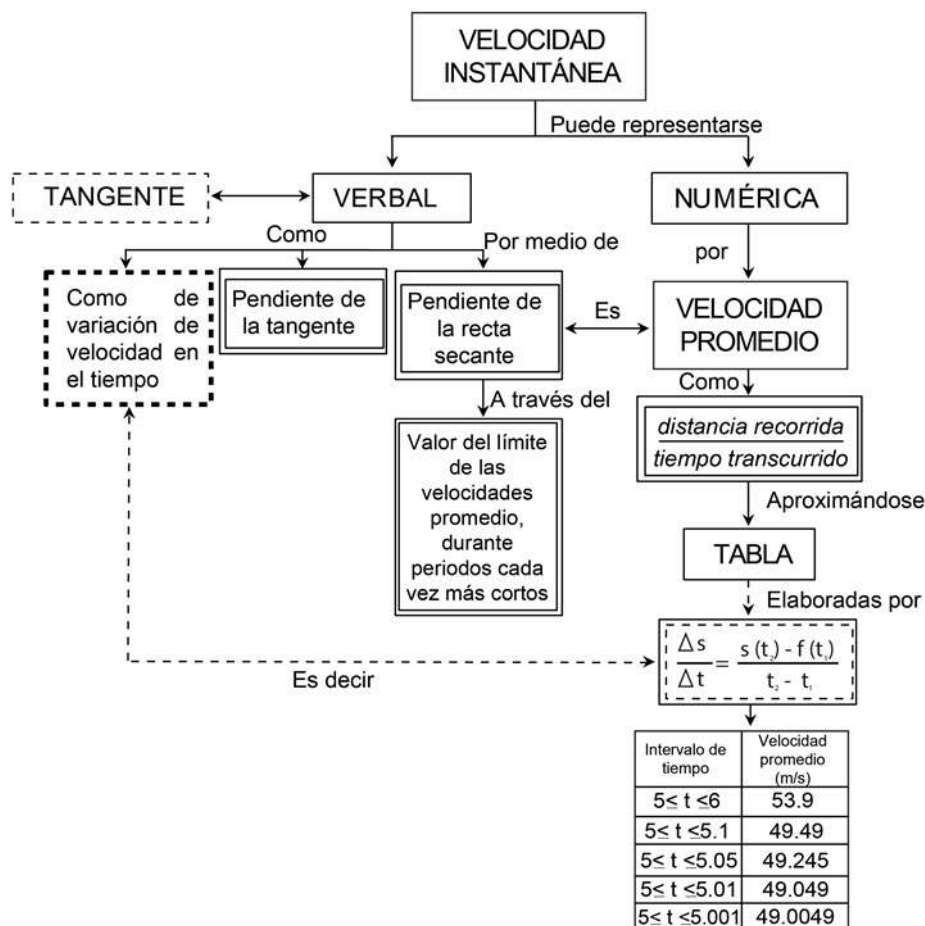 VELOCIDAD
INSTANTÁNEA
Puede representarse
TANGENTE
VERBAL
NUMÉRICA
Como
Por medio de
por
Como de
variación de
velocidad en
el tiempo
Pendiente de
la tangente
Pendiente de
la recta
secante
Es
VELOCIDAD
PROMEDIO
Como
A través del
distancia recorrida
tiempo transcurrido
Valor del límite
de las
velocidades
promedio,
durante
periodos cada
vez más cortos
Aproximándose
TABLA
Elaboradas por
Δs/Δt = (s(t₂) - f(t₁))/(t₂ - t₁)
Es decir
Intervalo de
tiempo
Velocidad
promedio
(m/s)
5≤ t ≤6 53.9
5≤ t ≤5.1 49.49
5≤ t ≤5.05 49.245
5≤ t ≤5.01 49.049
5≤ t ≤5.001 49.0049